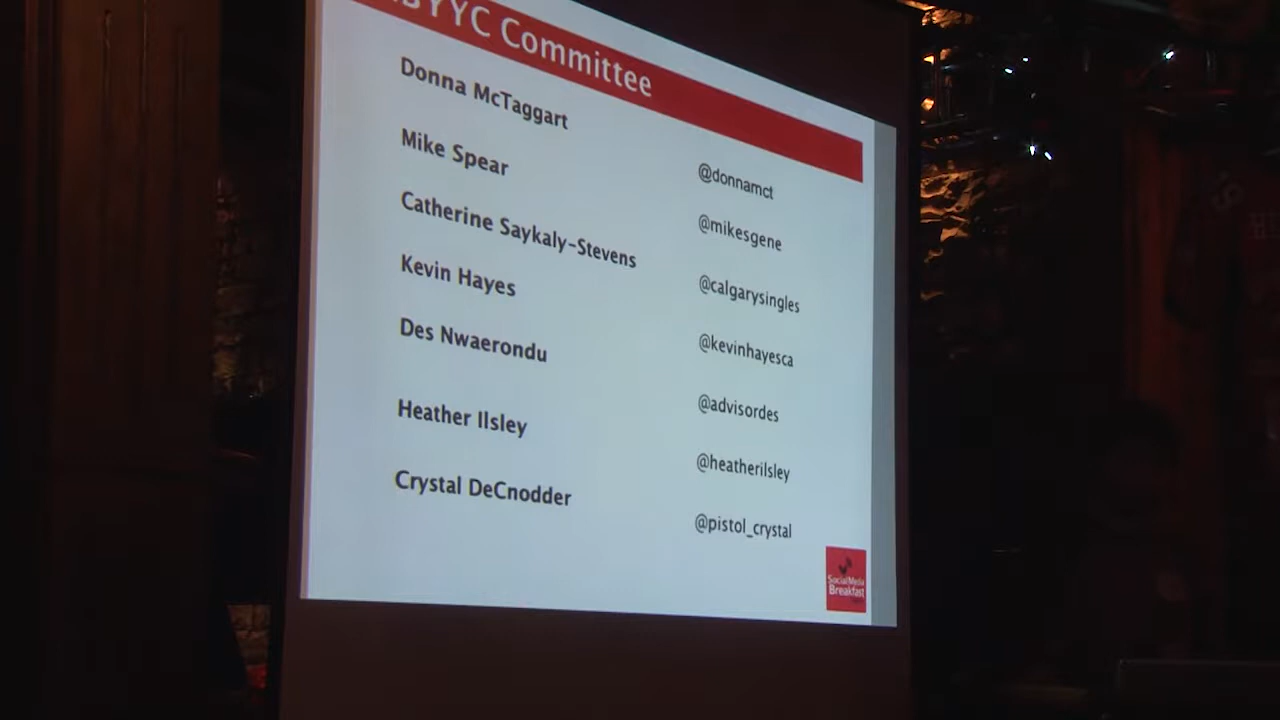 BYYC Committee
Donna McTaggart
@donnamct
Mike Spear
@mikesgene
Catherine Saykaly-Stevens
@calgarysingles
Kevin Hayes
@kevinhayesca
Des Nwaerondu
@advisordes
Heather Ilsley
@heatherilsley
Crystal DeCnodder
@pistol_crystal
Social Media
Breakfast